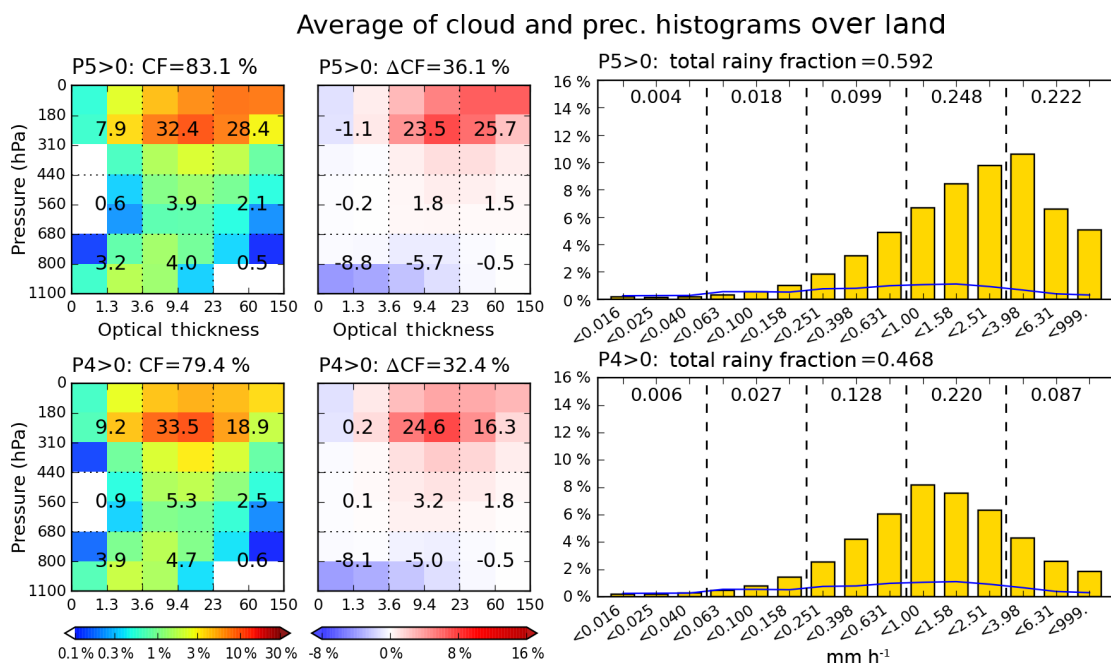 Average of cloud and prec. histograms over land
P5>0: CF=83.1 %
0
180
310
440
560
680
800
1100
Pressure (hPa)
7.9 32.4 28.4
0.6 3.9 2.1
3.2 4.0 0.5
0 1.3 3.6 9.4 23 60 150
Optical thickness
P5>0: ΔCF=36.1 %
-1.1 23.5 25.7
-0.2 1.8 1.5
-8.8 -5.7 -0.5
0 1.3 3.6 9.4 23 60 150
Optical thickness
P5>0: total rainy fraction=0.592
16 %
14 %
12 %
10 %
8 %
6 %
4 %
2 %
0 %
0.004 0.018 0.099 0.248 0.222
<0.016 <0.025 <0.040 <0.063 <0.100 <0.158 <0.251 <0.398 <0.631 <1.00 <1.58 <2.51 <3.98 <6.31 <999.
P4>0: CF=79.4 %
0
180
310
440
560
680
800
1100
Pressure (hPa)
9.2 33.5 18.9
0.9 5.3 2.5
3.9 4.7 0.6
0 1.3 3.6 9.4 23 60 150
0.1 % 0.3 % 1 % 3 % 10 % 30 %
P4>0: ΔCF=32.4 %
0.2 24.6 16.3
0.1 3.2 1.8
-8.1 -5.0 -0.5
0 1.3 3.6 9.4 23 60 150
-8 % 0 % 8 % 16 %
P4>0: total rainy fraction=0.468
16 %
14 %
12 %
10 %
8 %
6 %
4 %
2 %
0 %
0.006 0.027 0.128 0.220 0.087
<0.016 <0.025 <0.040 <0.063 <0.100 <0.158 <0.251 <0.398 <0.631 <1.00 <1.58 <2.51 <3.98 <6.31 <999.
mm h⁻¹